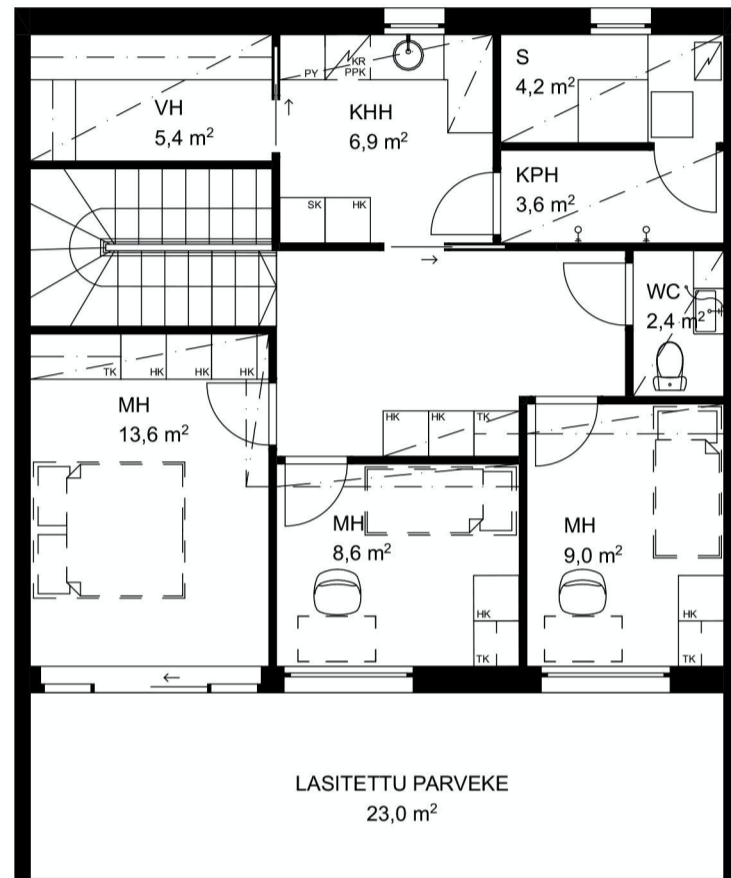 VH
5,4 m²
PY
KR
PPK
KHH
6,9 m²
S
4,2 m²
KPH
3,6 m²
SK
HK
WC
2,4 m²
TK
HK
HK
HK
MH
13,6 m²
HK
HK
TK
MH
8,6 m²
HK
TK
MH
9,0 m²
HK
TK
LASITETTU PARVEKE
23,0 m²